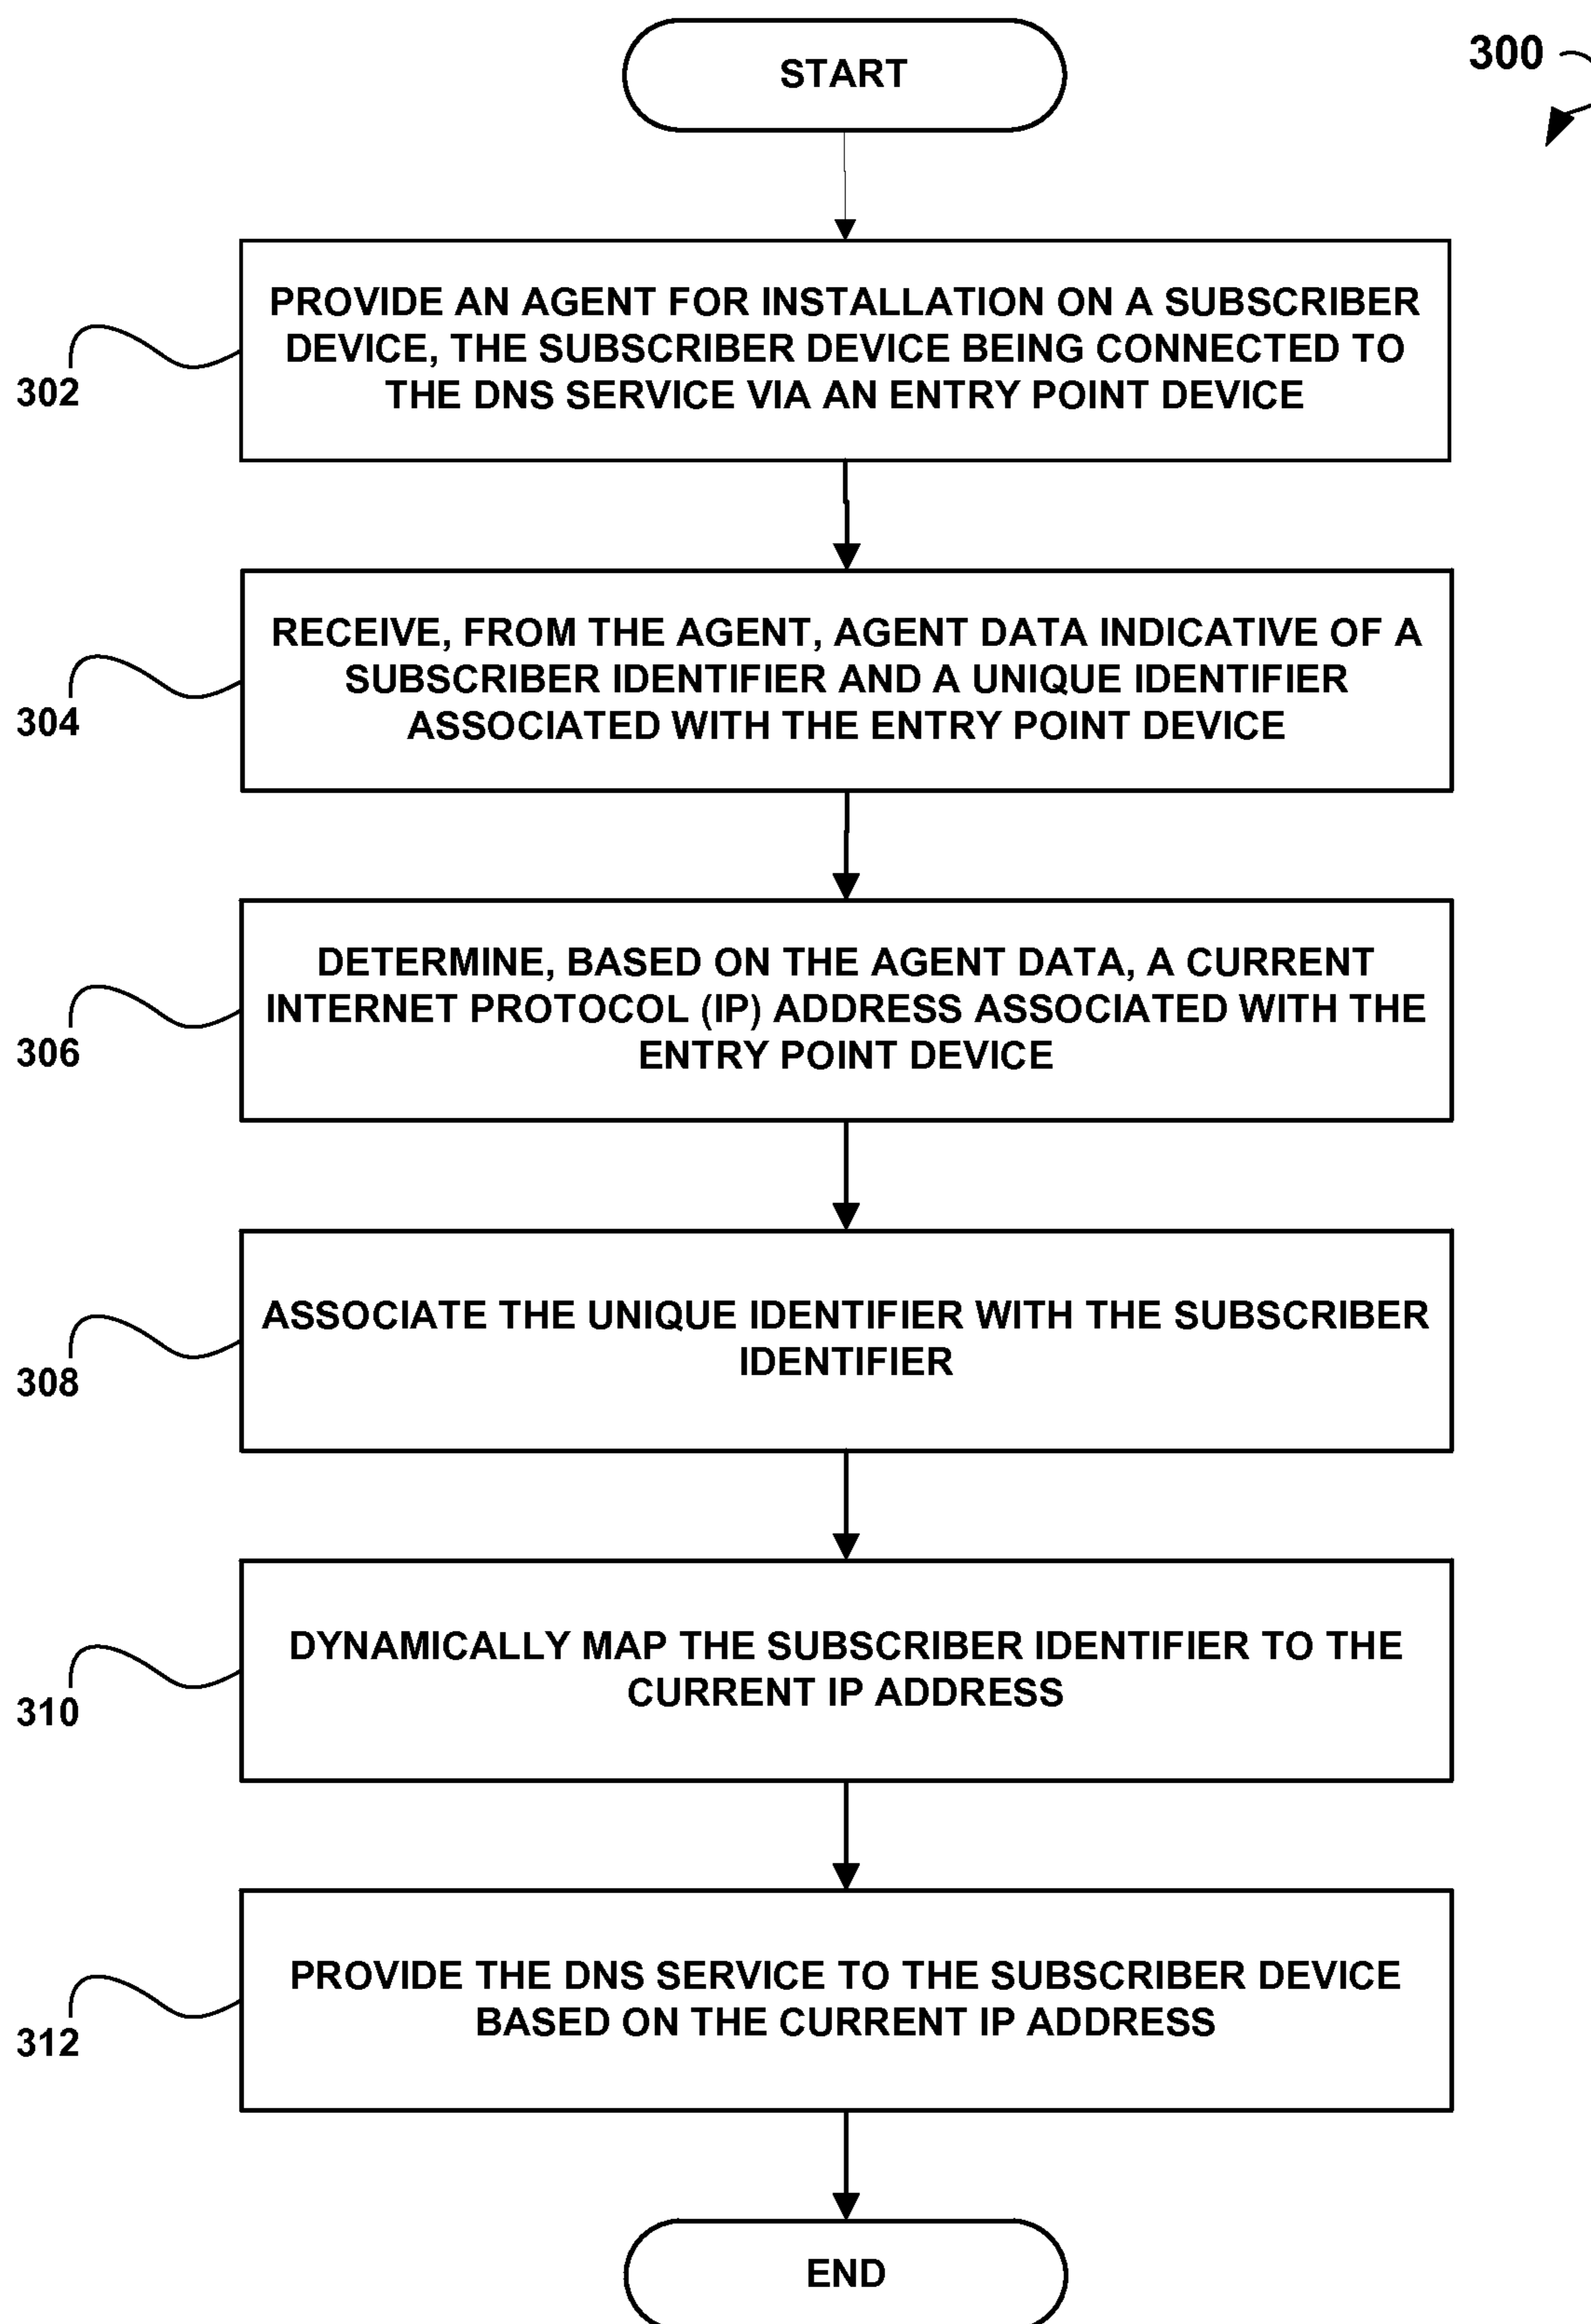 START
300
PROVIDE AN AGENT FOR INSTALLATION ON A SUBSCRIBER
DEVICE, THE SUBSCRIBER DEVICE BEING CONNECTED TO
THE DNS SERVICE VIA AN ENTRY POINT DEVICE
302
RECEIVE, FROM THE AGENT, AGENT DATA INDICATIVE OF A
SUBSCRIBER IDENTIFIER AND A UNIQUE IDENTIFIER
ASSOCIATED WITH THE ENTRY POINT DEVICE
304
DETERMINE, BASED ON THE AGENT DATA, A CURRENT
INTERNET PROTOCOL (IP) ADDRESS ASSOCIATED WITH THE
ENTRY POINT DEVICE
306
ASSOCIATE THE UNIQUE IDENTIFIER WITH THE SUBSCRIBER
IDENTIFIER
308
DYNAMICALLY MAP THE SUBSCRIBER IDENTIFIER TO THE
CURRENT IP ADDRESS
310
PROVIDE THE DNS SERVICE TO THE SUBSCRIBER DEVICE
BASED ON THE CURRENT IP ADDRESS
312
END